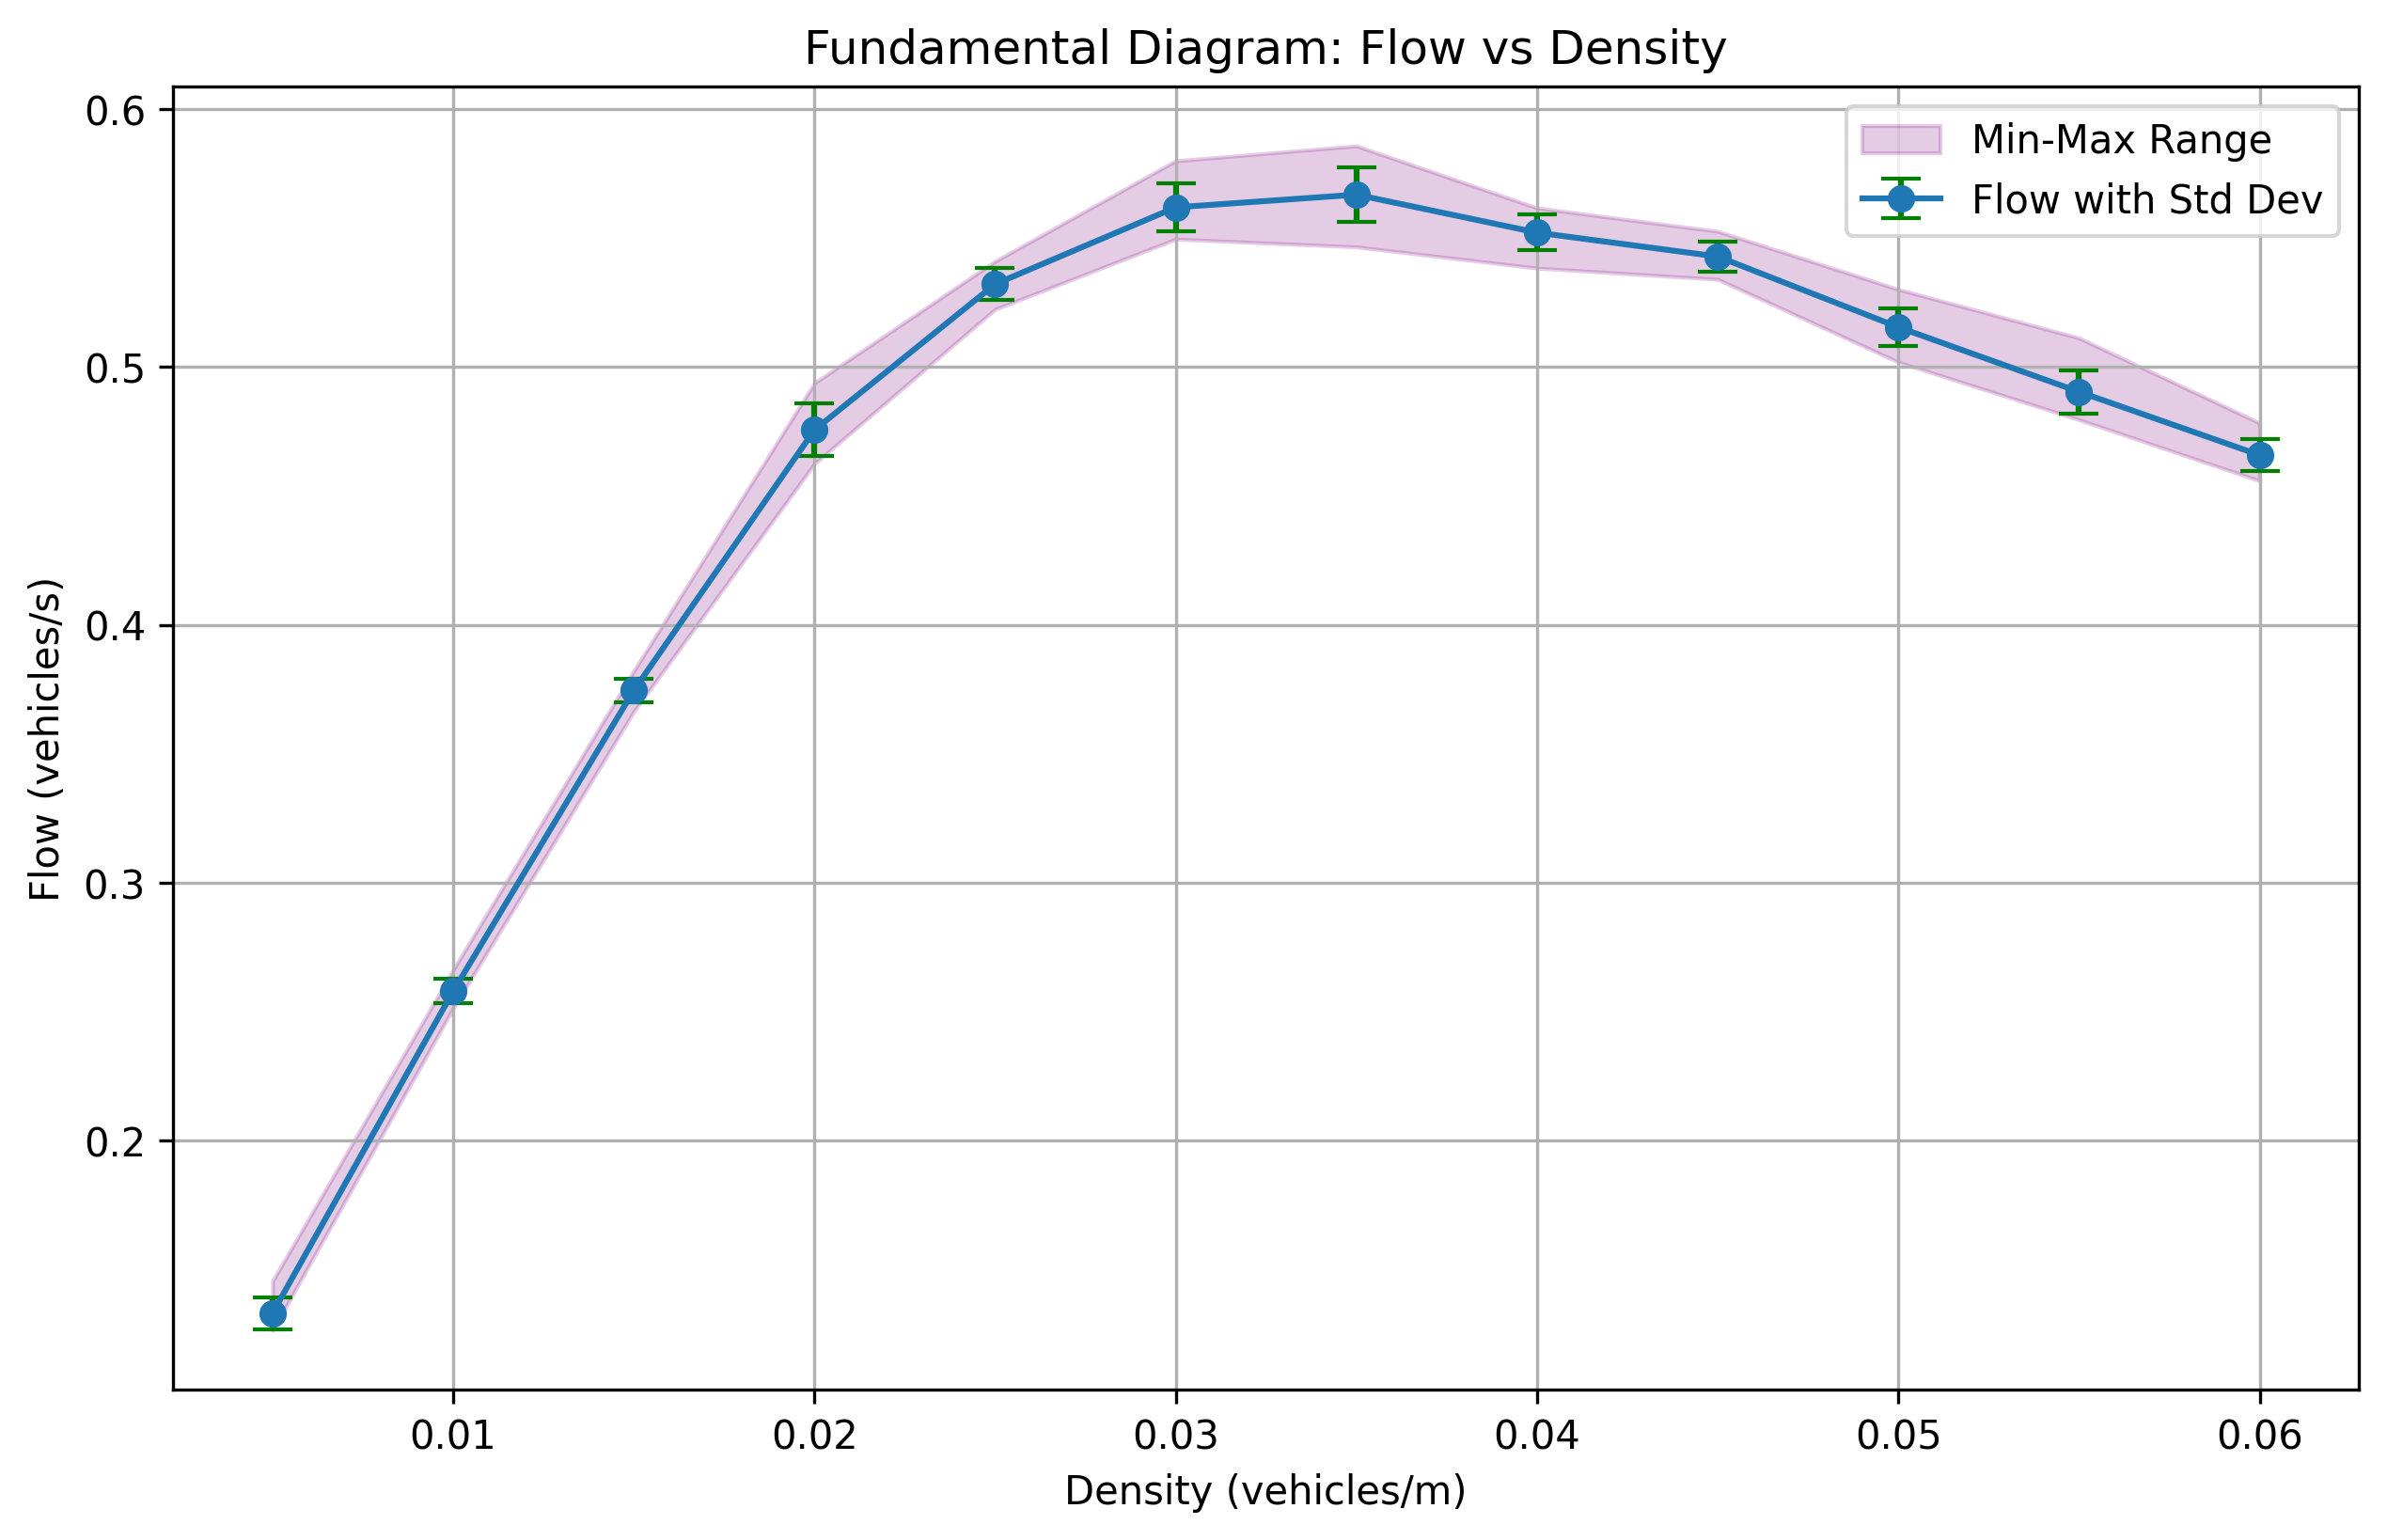 Fundamental Diagram: Flow vs Density
Min-Max Range
Flow with Std Dev
0.6
0.5
0.4
0.3
0.2
Flow (vehicles/s)
0.01 0.02 0.03 0.04 0.05 0.06
Density (vehicles/m)